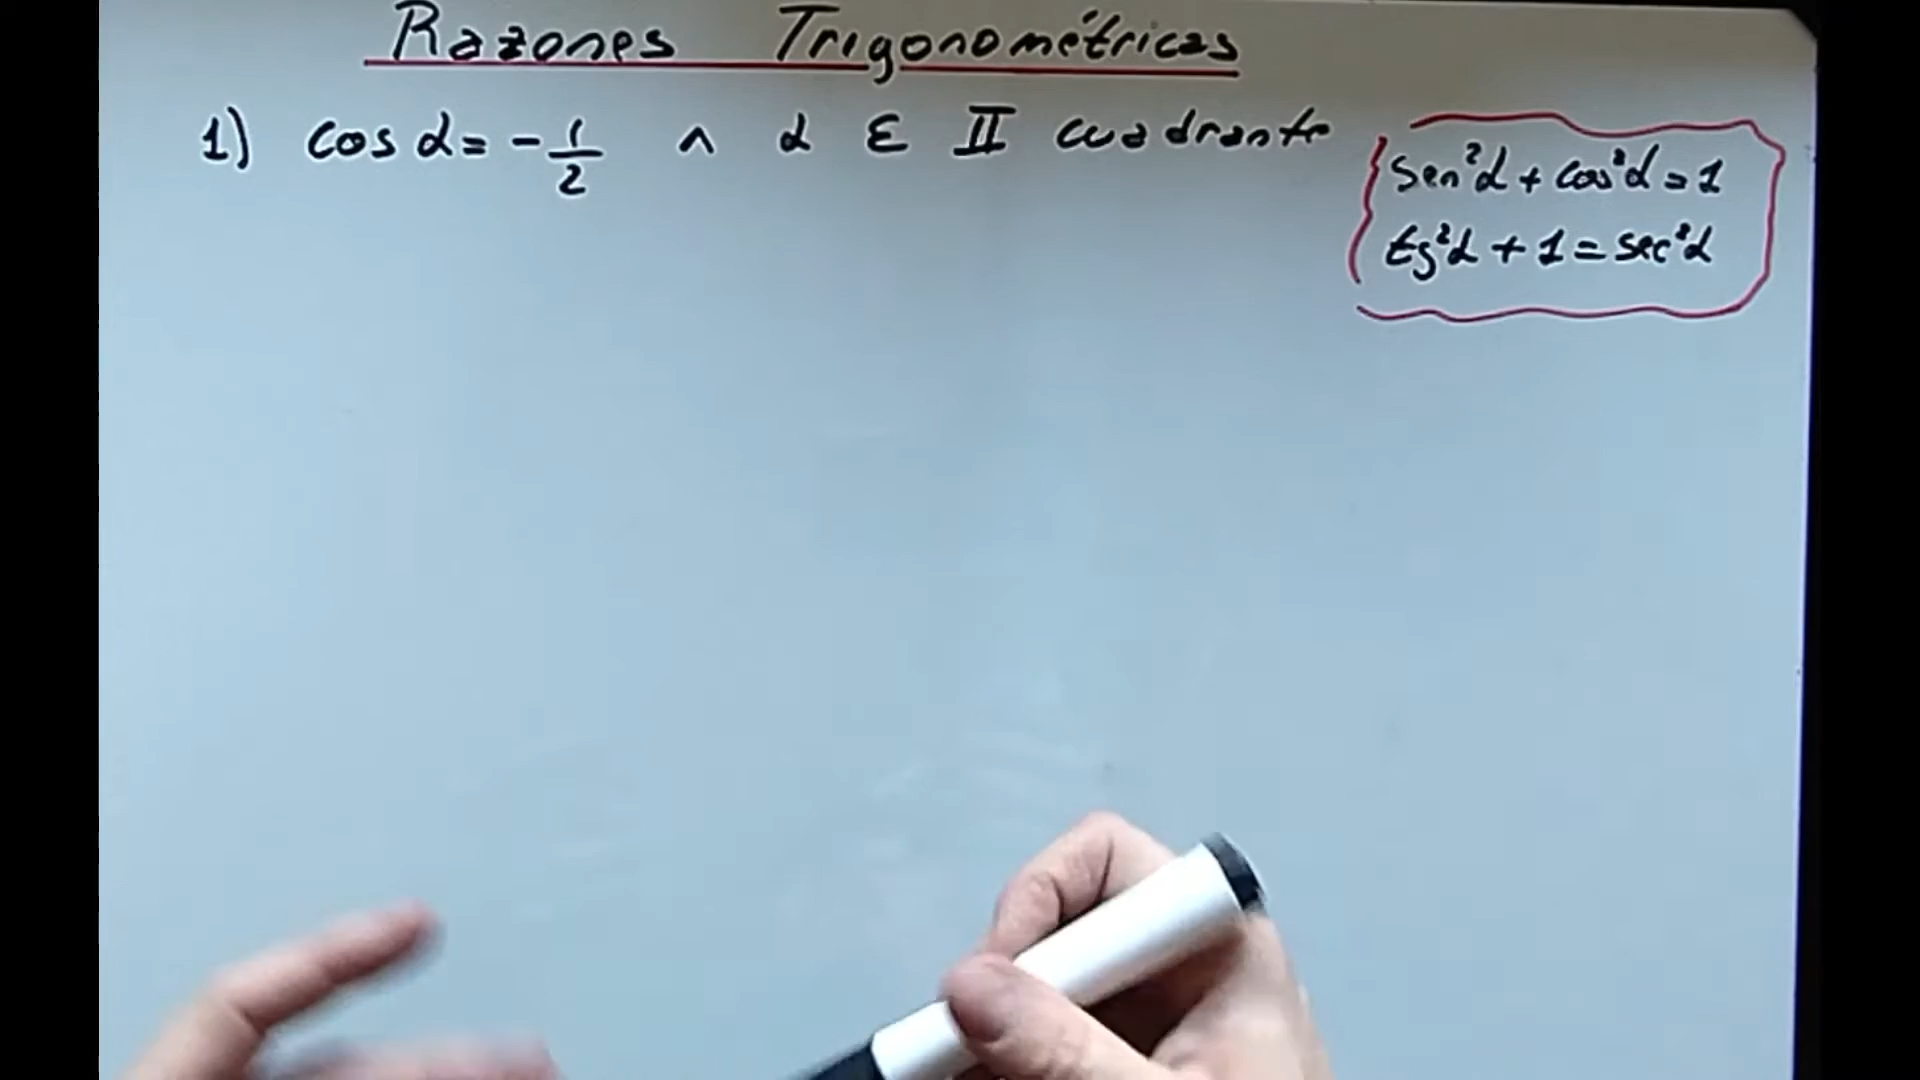 Razones Trigonométricas
1) cos α = - 1/2 ∧ α ε II cuadrante
sen²α + cos²α = 1
tg²α + 1 = sec²α